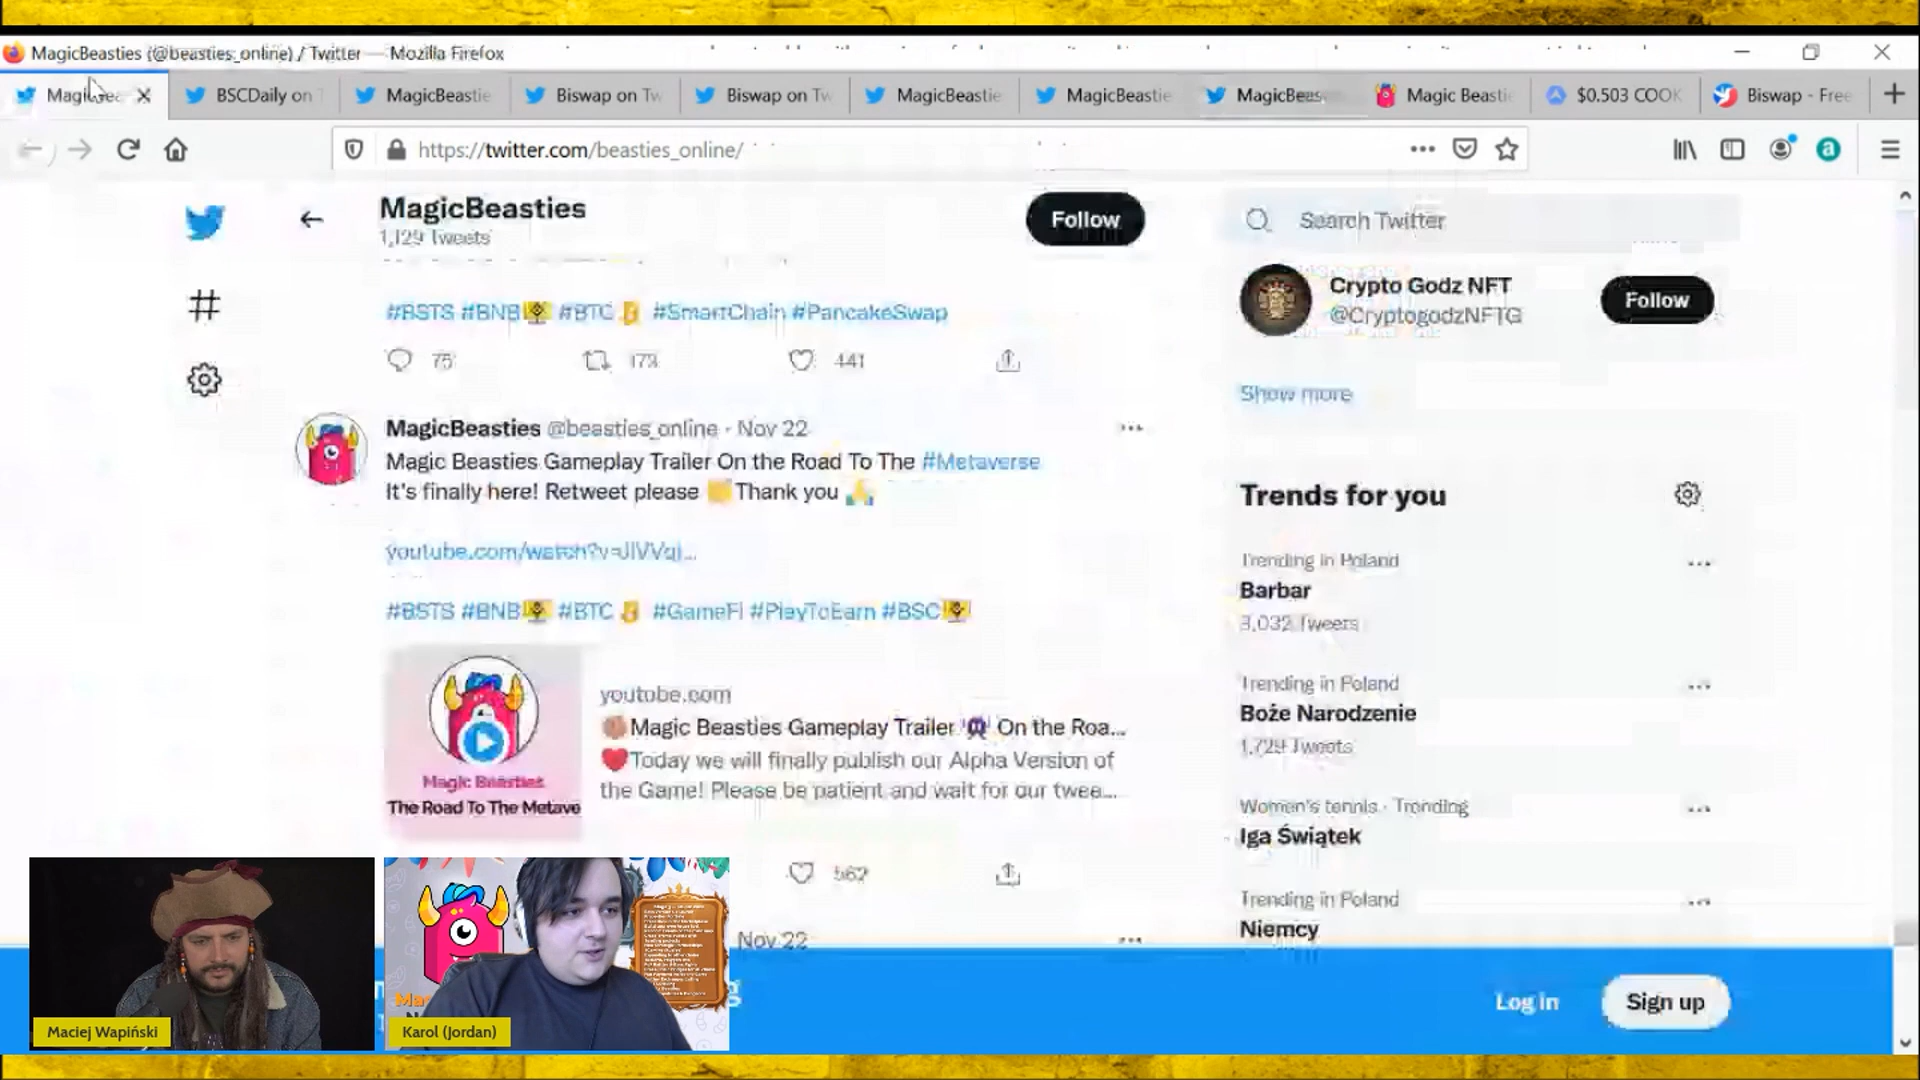 MagicBeasties (@beasties_online) / Twitter — Mozilla Firefox
BSCDaily on
MagicBeastie
Biswap on Tw
Biswap on Tw
MagicBeastie
MagicBeastie
Magic Beastie
$0.503 COOK
Biswap - Free
https://twitter.com/beasties_online/
MagicBeasties
1,129 Tweets
Follow
Search Twitter
#BSTS #BNB #BTC #SmartChain #PancakeSwap
75
173
441
MagicBeasties @beasties_online · Nov 22
Magic Beasties Gameplay Trailer On the Road To The #Metaverse
It's finally here! Retweet please Thank you
youtube.com/watch?v=
#BSTS #BNB #BTC #GameFi #PlayToEarn #BSC
Magic Beasties
The Road To The Metave
youtube.com
Magic Beasties Gameplay Trailer On the Roa...
Today we will finally publish our Alpha Version of
the Game! Please be patient and wait for our twee...
562
Nov 22
Crypto Godz NFT
@CryptogodzNFTG
Follow
Show more
Trends for you
Trending in Poland
Barbar
3,032 Tweets
Trending in Poland
Boże Narodzenie
1,729 Tweets
Women's tennis · Trending
Iga Świątek
Trending in Poland
Niemcy
Log in
Sign up
Maciej Wapiński
Karol (Jordan)